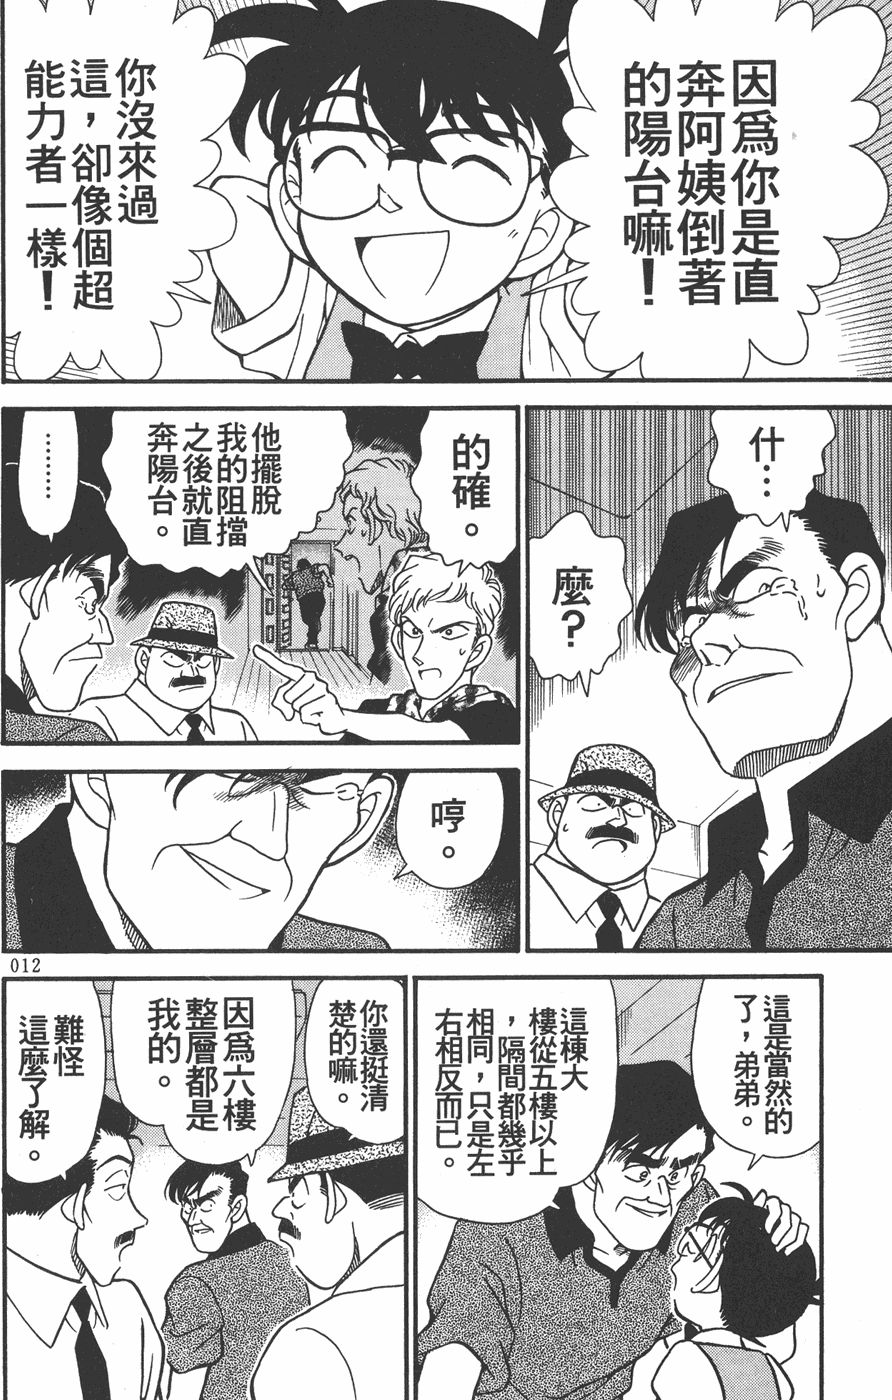 因爲你是直
奔阿姨倒著
的陽台嘛！
你沒來過
這，卻像個超
能力者一樣！
什…
麼？
的確。
他擺脫
我的阻擋
之後就直
奔陽台。
………
哼。
012
這是當然的
了，弟弟。
這棟大
樓從五樓以上
，隔間都幾乎
相同，只是左
右相反而已。
你還挺清
楚的嘛。
因爲六樓
整層都是
我的。
難怪
這麼了解。